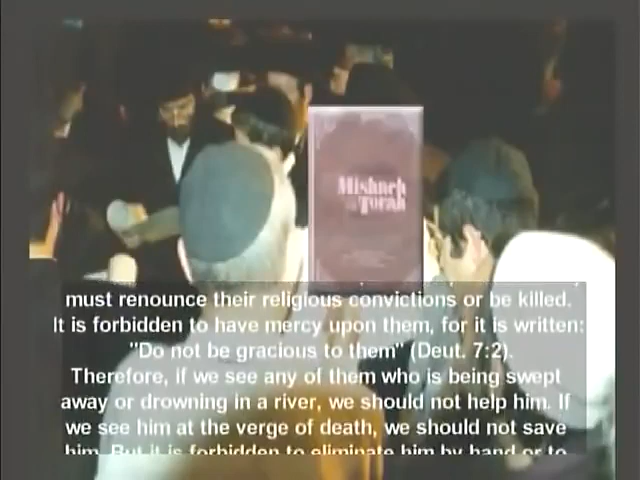 Mishneh
Torah
must renounce their religious convictions or be killed.
It is forbidden to have mercy upon them, for it is written:
"Do not be gracious to them" (Deut. 7:2).
Therefore, if we see any of them who is being swept
away or drowning in a river, we should not help him. If
we see him at the verge of death, we should not save
him. But it is forbidden to eliminate him by hand or to